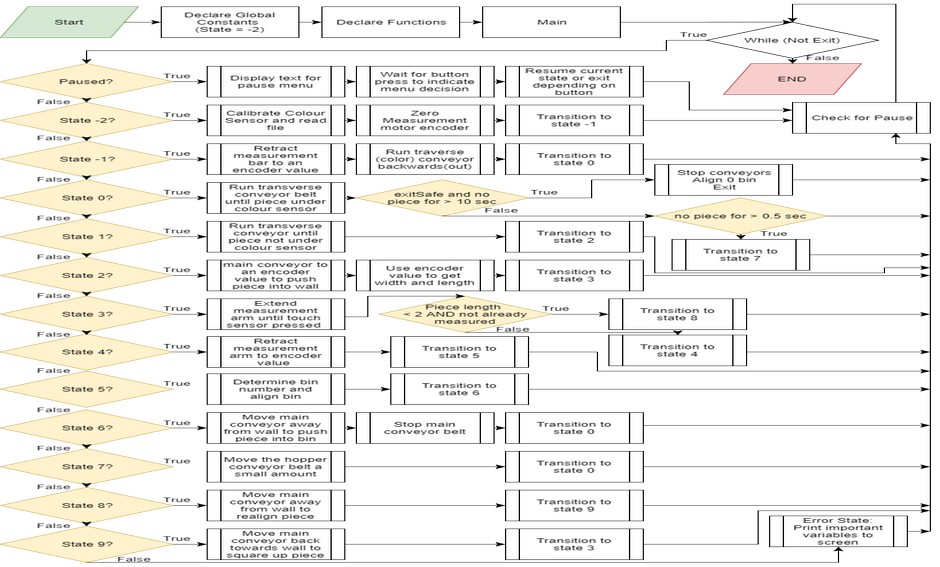 Start
Declare Global
Constants
(State = -2)
Declare Functions
Main
While (Not Exit)
True
False
END
Paused?
True
Display text for
pause menu
Wait for button
press to indicate
menu decision
Resume current
state or exit
depending on
button
Check for Pause
False
State -2?
True
Calibrate Colour
Sensor and read
file
Zero
Measurement
motor encoder
Transition to
state -1
False
State -1?
True
Retract
measurement
bar to an
encoder value
Run traverse
(color) conveyor
backwards(out)
Transition to
state 0
False
State 0?
True
Run transverse
conveyor belt
until piece under
colour sensor
exitSafe and no
piece for > 10 sec
True
False
Stop conveyors
Align 0 bin
Exit
no piece for > 0.5 sec
True
Transition to
state 7
False
State 1?
True
Run transverse
conveyor until
piece not under
colour sensor
Transition to
state 2
False
State 2?
True
main conveyor to
an encoder
value to push
piece into wall
Use encoder
value to get
width and length
Transition to
state 3
False
State 3?
True
Extend
measurement
arm until touch
sensor pressed
Piece length
< 2 AND not already
measured
True
False
Transition to
state 8
Transition to
state 4
False
State 4?
True
Retract
measurement
arm to encoder
value
Transition to
state 5
State 5?
True
Determine bin
number and
align bin
Transition to
state 6
False
State 6?
True
Move main
conveyor away
from wall to push
piece into bin
Stop main
conveyor belt
Transition to
state 0
False
State 7?
True
Move the hopper
conveyor belt a
small amount
Transition to
state 0
False
State 8?
True
Move main
conveyor away
from wall to
realign piece
Transition to
state 9
False
State 9?
True
Move main
conveyor back
towards wall to
square up piece
Transition to
state 3
False
Error State:
Print important
variables to
screen